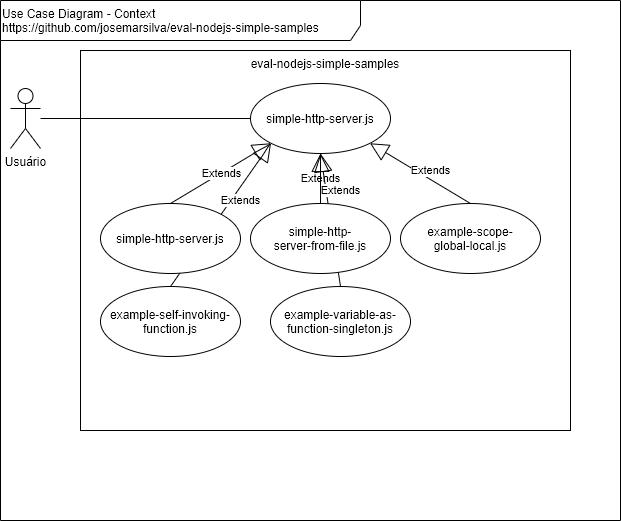 Use Case Diagram - Context
https://github.com/josemarsilva/eval-nodejs-simple-samples
eval-nodejs-simple-samples
simple-http-server.js
Usuário
Extends
Extends
Extends
Extends
Extends
simple-http-server.js
simple-http-
server-from-file.js
example-scope-
global-local.js
example-self-invoking-
function.js
example-variable-as-
function-singleton.js